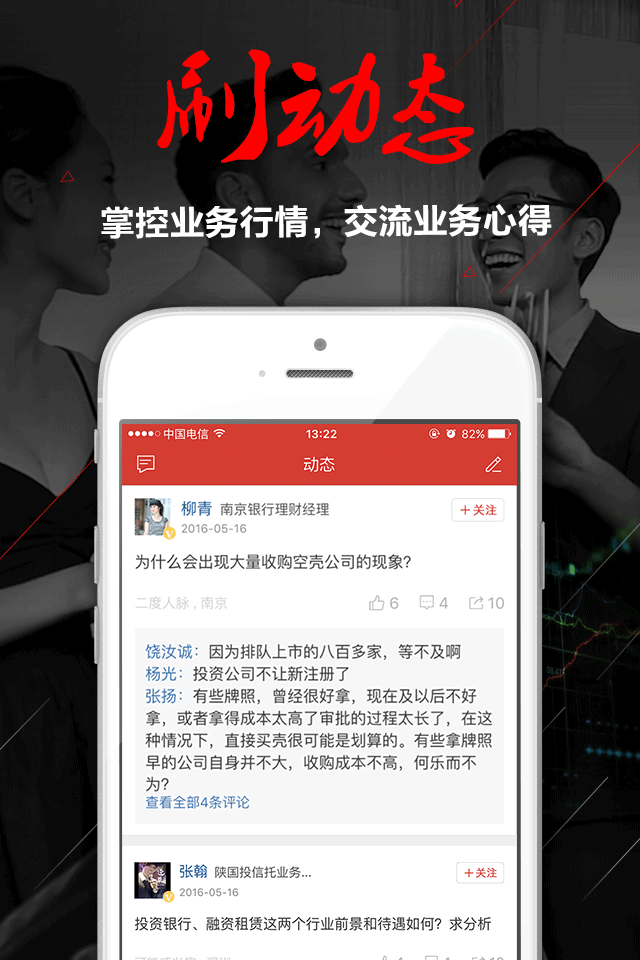 刷动态
掌控业务行情，交流业务心得
中国电信 13:22 82%
动态
柳青 南京银行理财经理 +关注
2016-05-16
为什么会出现大量收购空壳公司的现象?
二度人脉 , 南京 6 4 10
饶汝诚：因为排队上市的八百多家，等不及啊
杨光：投资公司不让新注册了
张扬：有些牌照，曾经很好拿，现在及以后不好
拿，或者拿得成本太高了审批的过程太长了，在这
种情况下，直接买壳很可能是划算的。有些拿牌照
早的公司自身并不大，收购成本不高，何乐而不
为?
查看全部4条评论
张翰 陕国投信托业务... +关注
2016-05-16
投资银行、融资租赁这两个行业前景和待遇如何？求分析